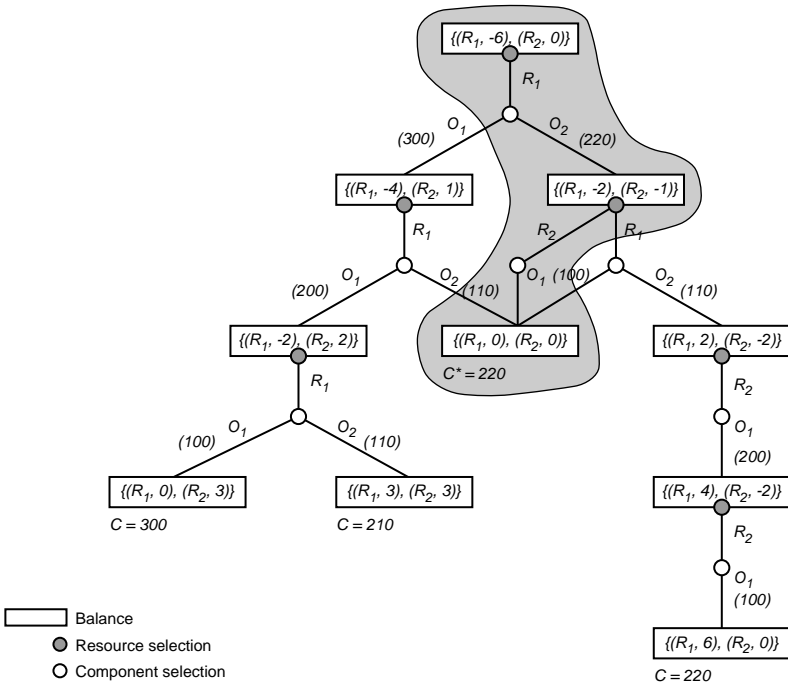 {(R1, -6), (R2, 0)}
R1
(300) O1 O2 (220)
{(R1, -4), (R2, 1)} {(R1, -2), (R2, -1)}
R1 R2 R1
(200) O1 O2 (110) O1 (100) O2 (110)
{(R1, -2), (R2, 2)} {(R1, 0), (R2, 0)} {(R1, 2), (R2, -2)}
R1 C* = 220 R2
(100) O1 O2 (110) O1
(200)
{(R1, 0), (R2, 3)} {(R1, 3), (R2, 3)} {(R1, 4), (R2, -2)}
C = 300 C = 210 R2
O1
(100)
Balance
Resource selection
{(R1, 6), (R2, 0)}
Component selection
C = 220